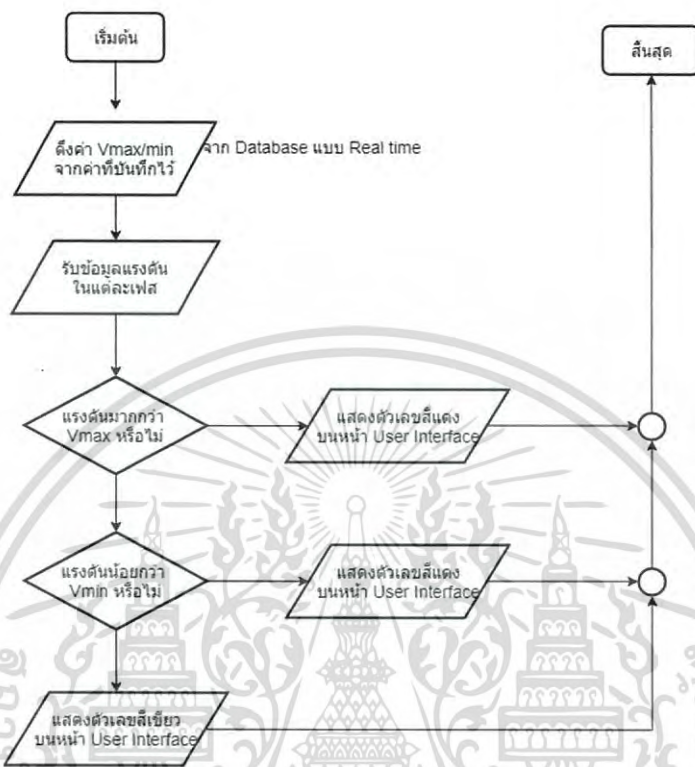 เริ่มต้น
สิ้นสุด
ดึงค่า Vmax/min
จากค่าที่บันทึกไว้
จาก Database แบบ Real time
รับข้อมูลแรงดัน
ในแต่ละเฟส
แรงดันมากกว่า
Vmax หรือไม่
แสดงตัวเลขสีแดง
บนหน้า User Interface
แรงดันน้อยกว่า
Vmin หรือไม่
แสดงตัวเลขสีแดง
บนหน้า User Interface
แสดงตัวเลขสีเขียว
บนหน้า User Interface